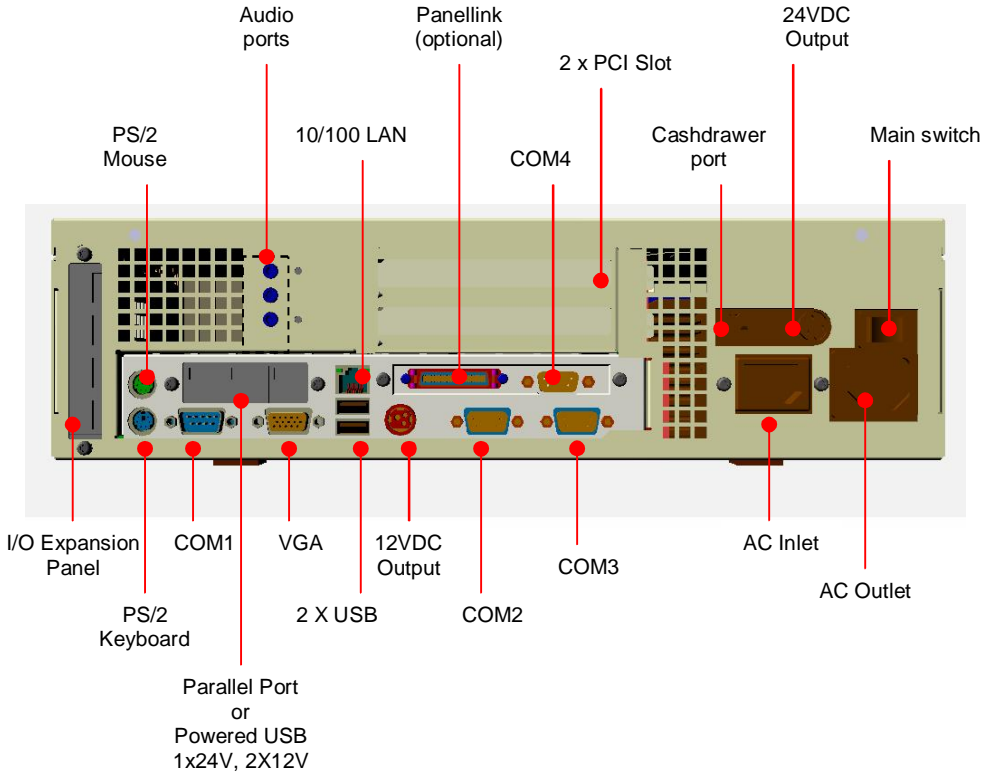 Audio
ports
Panellink
(optional)
24VDC
Output
2 x PCI Slot
PS/2
Mouse
10/100 LAN
COM4
Cashdrawer
port
Main switch
I/O Expansion
Panel
COM1
VGA
12VDC
Output
COM3
AC Inlet
AC Outlet
PS/2
Keyboard
2 X USB
COM2
Parallel Port
or
Powered USB
1x24V, 2X12V